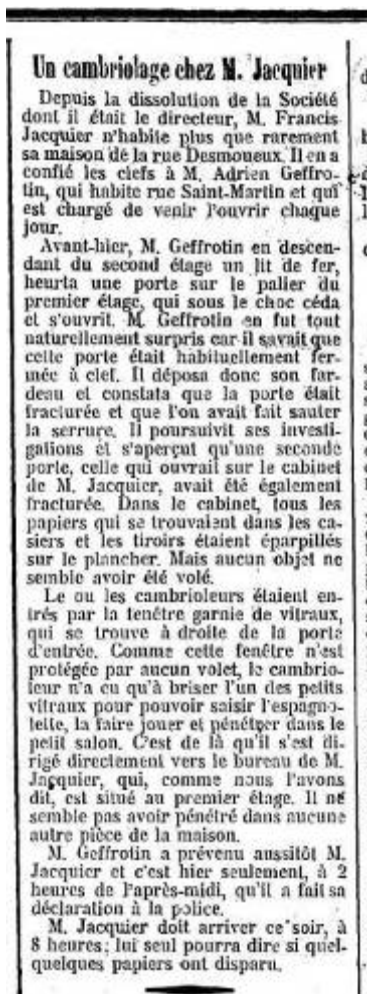 Un cambriolage chez M. Jacquier
Depuis la dissolution de la Société
dont il était le directeur, M. Francis
Jacquier n'habite plus que rarement
sa maison de la rue Desmoueux. Il en a
confié les clefs à M. Adrien Geffro-
tin, qui habite rue Saint-Martin et qui
est chargé de venir l'ouvrir chaque
jour.
Avant-hier, M. Geffrotin en descen-
dant du second étage un lit de fer,
heurta une porte sur le palier du
premier étage, qui sous le choc céda
et s'ouvrit. M. Geffrotin en fut tout
naturellement surpris car il savait que
cette porte était habituellement fer-
mée à clef. Il déposa donc son far-
deau et constata que la porte était
fracturée et que l'on avait fait sauter
la serrure. Il poursuivit ses investi-
gations et s'aperçut qu'une seconde
porte, celle qui ouvrait sur le cabinet
de M. Jacquier, avait été également
fracturée. Dans le cabinet, tous les
papiers qui se trouvaient dans les ca-
siers et les tiroirs étaient éparpillés
sur le plancher. Mais aucun objet ne
semble avoir été volé.
Le ou les cambrioleurs étaient en-
trés par la fenêtre garnie de vitraux,
qui se trouve à droite de la porte
d'entrée. Comme cette fenêtre n'est
protégée par aucun volet, le cambrio-
leur n'a eu qu'à briser l'un des petits
vitraux pour pouvoir saisir l'espagno-
lette, la faire jouer et pénétrer dans le
petit salon. C'est de là qu'il s'est di-
rigé directement vers le bureau de M.
Jacquier, qui, comme nous l'avons
dit, est situé au premier étage. Il ne
semble pas avoir pénétré dans aucune
autre pièce de la maison.
M. Geffrotin a prévenu aussitôt M.
Jacquier et c'est hier seulement, à 2
heures de l'après-midi, qu'il a fait sa
déclaration à la police.
M. Jacquier doit arriver ce soir, à
8 heures; lui seul pourra dire si quel-
quelques papiers ont disparu.